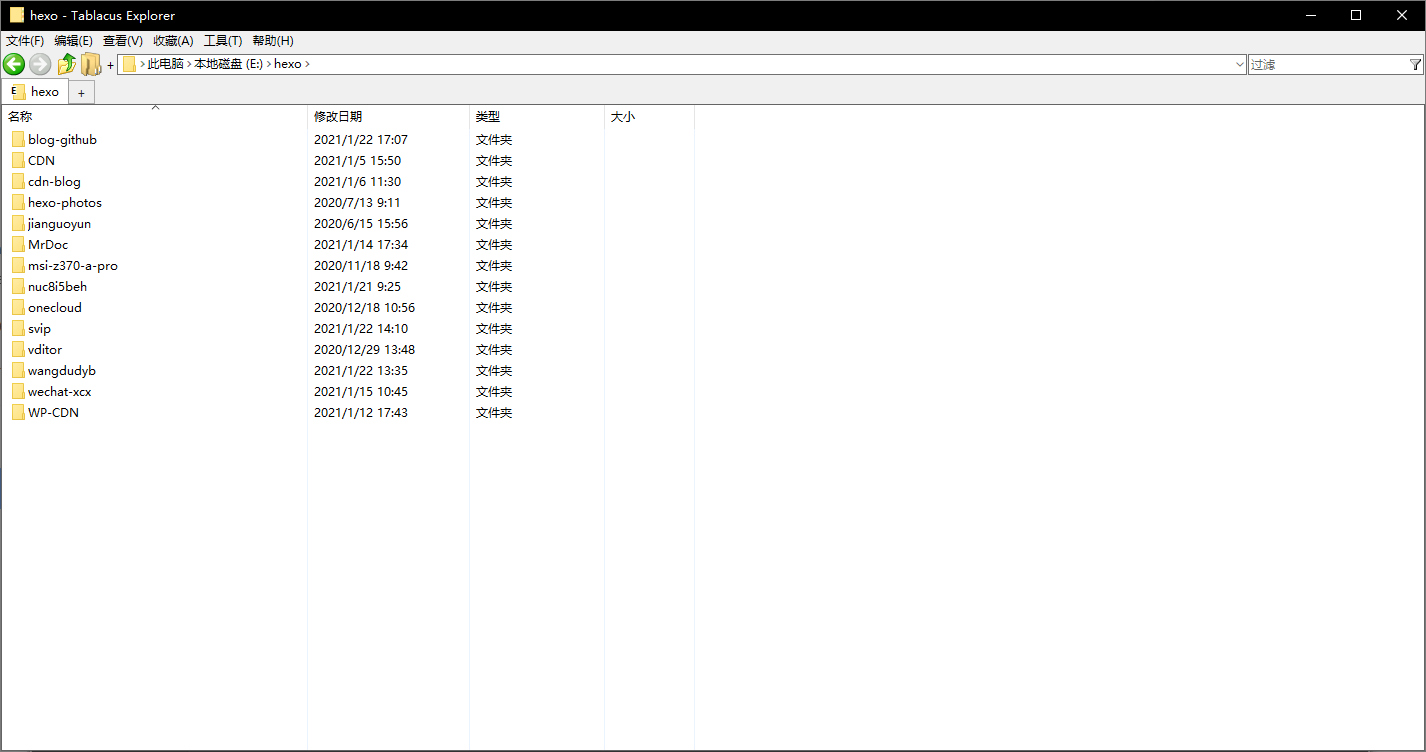 hexo - Tablacus Explorer
文件(F) 编辑(E) 查看(V) 收藏(A) 工具(T) 帮助(H)
+ 此电脑 本地磁盘 (E:) hexo 过滤
E hexo +
名称 修改日期 类型 大小
blog-github 2021/1/22 17:07 文件夹
CDN 2021/1/5 15:50 文件夹
cdn-blog 2021/1/6 11:30 文件夹
hexo-photos 2020/7/13 9:11 文件夹
jianguoyun 2020/6/15 15:56 文件夹
MrDoc 2021/1/14 17:34 文件夹
msi-z370-a-pro 2020/11/18 9:42 文件夹
nuc8i5beh 2021/1/21 9:25 文件夹
onecloud 2020/12/18 10:56 文件夹
svip 2021/1/22 14:10 文件夹
vditor 2020/12/29 13:48 文件夹
wangdudyb 2021/1/22 13:35 文件夹
wechat-xcx 2021/1/15 10:45 文件夹
WP-CDN 2021/1/12 17:43 文件夹